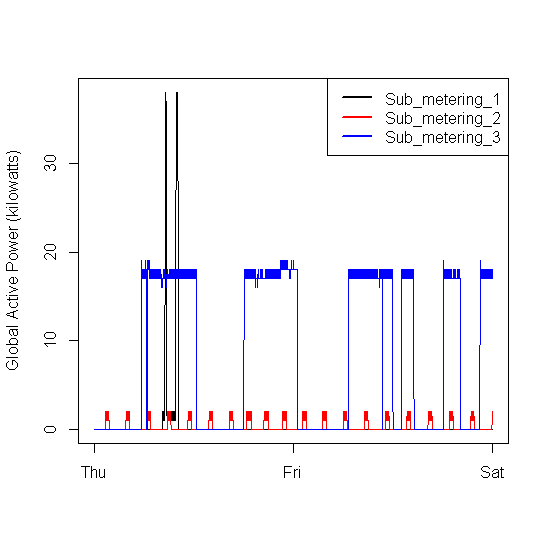 Sub_metering_1
Sub_metering_2
Sub_metering_3
Global Active Power (kilowatts)
30
20
10
0
Thu Fri Sat